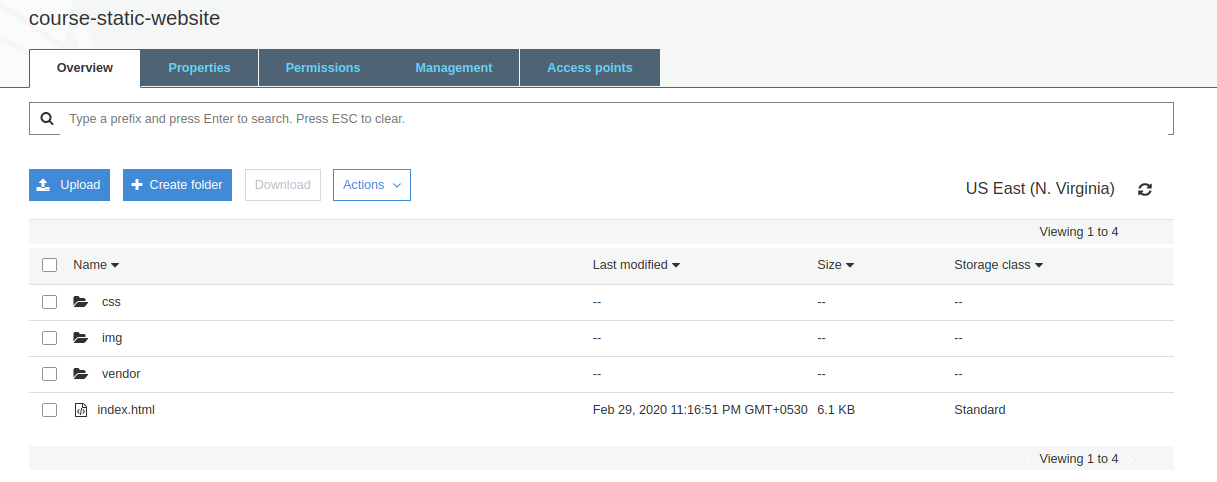 course-static-website
Overview Properties Permissions Management Access points
Type a prefix and press Enter to search. Press ESC to clear.
Upload Create folder Download Actions US East (N. Virginia)
Viewing 1 to 4
Name Last modified Size Storage class
css -- -- --
img -- -- --
vendor -- -- --
index.html Feb 29, 2020 11:16:51 PM GMT+0530 6.1 KB Standard
Viewing 1 to 4